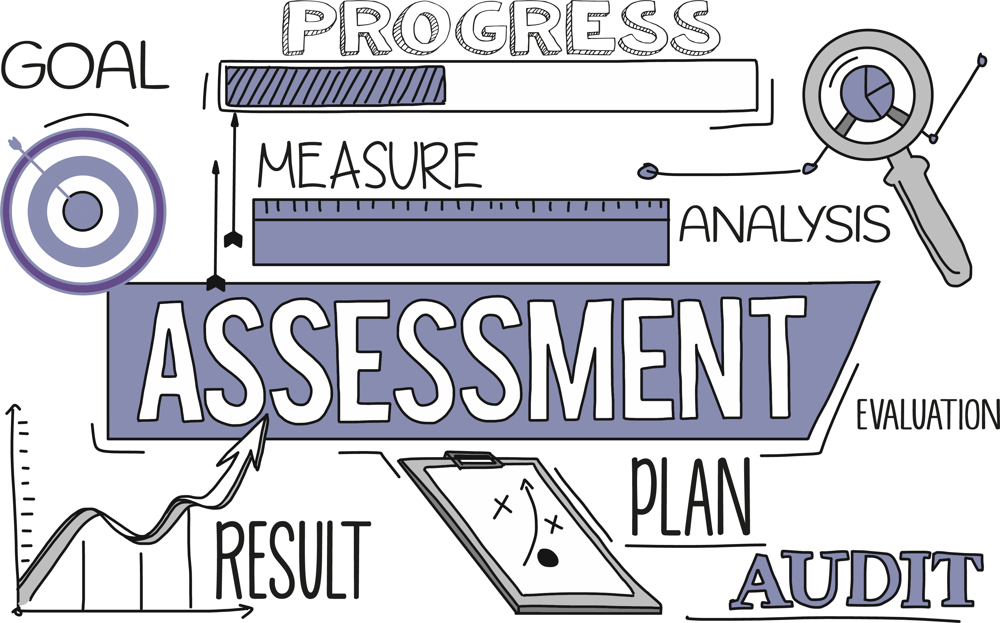 PROGRESS
GOAL
MEASURE
ANALYSIS
ASSESSMENT
EVALUATION
PLAN
RESULT
AUDIT